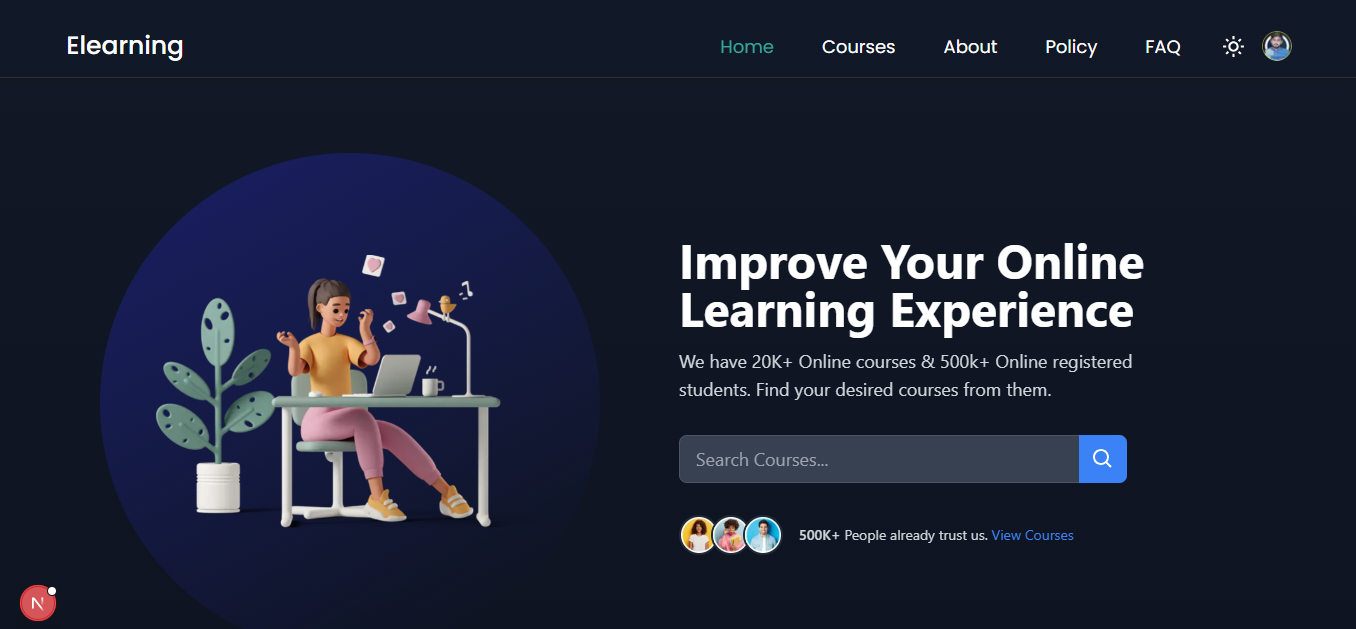 Elearning
Home
Courses
About
Policy
FAQ
Improve Your Online
Learning Experience
We have 20K+ Online courses & 500k+ Online registered
students. Find your desired courses from them.
Search Courses...
500K+ People already trust us. View Courses
N